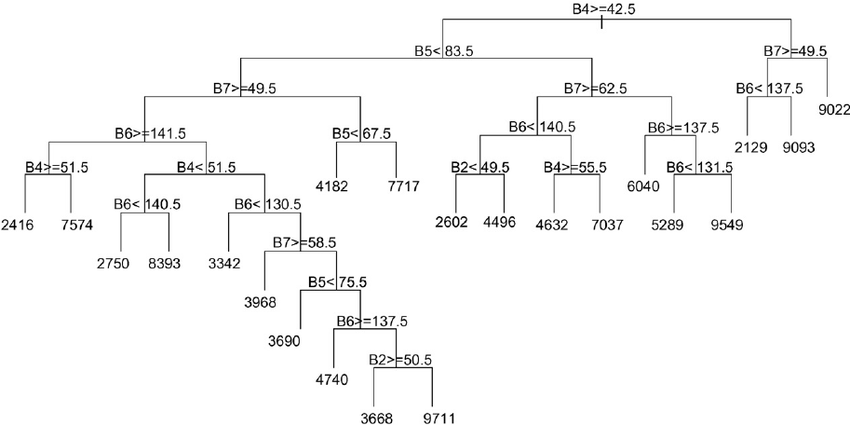 B4>=42.5
B5< 83.5
B7>=49.5
B7>=49.5
B7>=62.5
B6< 137.5
9022
B6>=141.5
B5< 67.5
B6< 140.5
B6>=137.5
2129
9093
B4>=51.5
B4< 51.5
4182
7717
B2< 49.5
B4>=55.5
6040
B6< 131.5
2416
7574
B6< 140.5
B6< 130.5
2602
4496
4632
7037
5289
9549
2750
8393
3342
B7>=58.5
3968
B5< 75.5
3690
B6>=137.5
4740
B2>=50.5
3668
9711